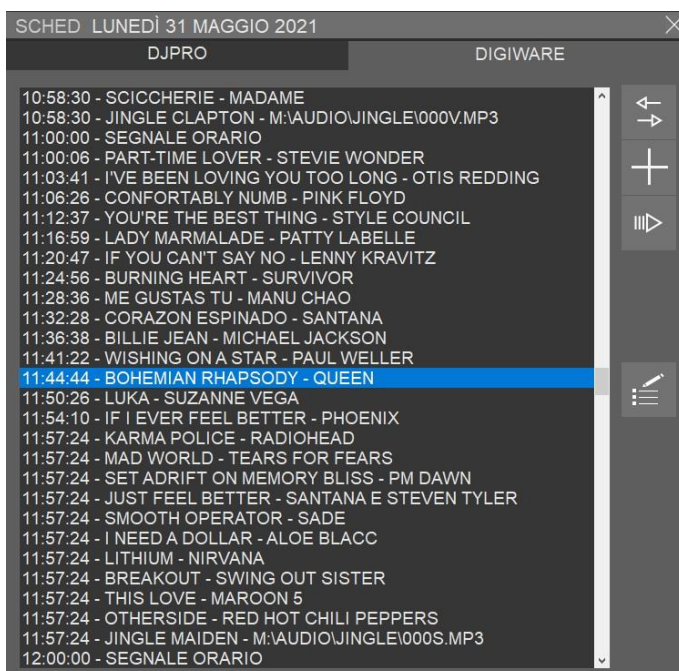 SCHED LUNEDÌ 31 MAGGIO 2021
DJPRO DIGIWARE
10:58:30 - SCICCHERIE - MADAME
10:58:30 - JINGLE CLAPTON - M:\AUDIO\JINGLE\000V.MP3
11:00:00 - SEGNALE ORARIO
11:00:06 - PART-TIME LOVER - STEVIE WONDER
11:03:41 - I'VE BEEN LOVING YOU TOO LONG - OTIS REDDING
11:06:26 - CONFORTABLY NUMB - PINK FLOYD
11:12:37 - YOU'RE THE BEST THING - STYLE COUNCIL
11:16:59 - LADY MARMALADE - PATTY LABELLE
11:20:47 - IF YOU CAN'T SAY NO - LENNY KRAVITZ
11:24:56 - BURNING HEART - SURVIVOR
11:28:36 - ME GUSTAS TU - MANU CHAO
11:32:28 - CORAZON ESPINADO - SANTANA
11:36:38 - BILLIE JEAN - MICHAEL JACKSON
11:41:22 - WISHING ON A STAR - PAUL WELLER
11:44:44 - BOHEMIAN RHAPSODY - QUEEN
11:50:26 - LUKA - SUZANNE VEGA
11:54:10 - IF I EVER FEEL BETTER - PHOENIX
11:57:24 - KARMA POLICE - RADIOHEAD
11:57:24 - MAD WORLD - TEARS FOR FEARS
11:57:24 - SET ADRIFT ON MEMORY BLISS - PM DAWN
11:57:24 - JUST FEEL BETTER - SANTANA E STEVEN TYLER
11:57:24 - SMOOTH OPERATOR - SADE
11:57:24 - I NEED A DOLLAR - ALOE BLACC
11:57:24 - LITHIUM - NIRVANA
11:57:24 - BREAKOUT - SWING OUT SISTER
11:57:24 - THIS LOVE - MAROON 5
11:57:24 - OTHERSIDE - RED HOT CHILI PEPPERS
11:57:24 - JINGLE MAIDEN - M:\AUDIO\JINGLE\000S.MP3
12:00:00 - SEGNALE ORARIO